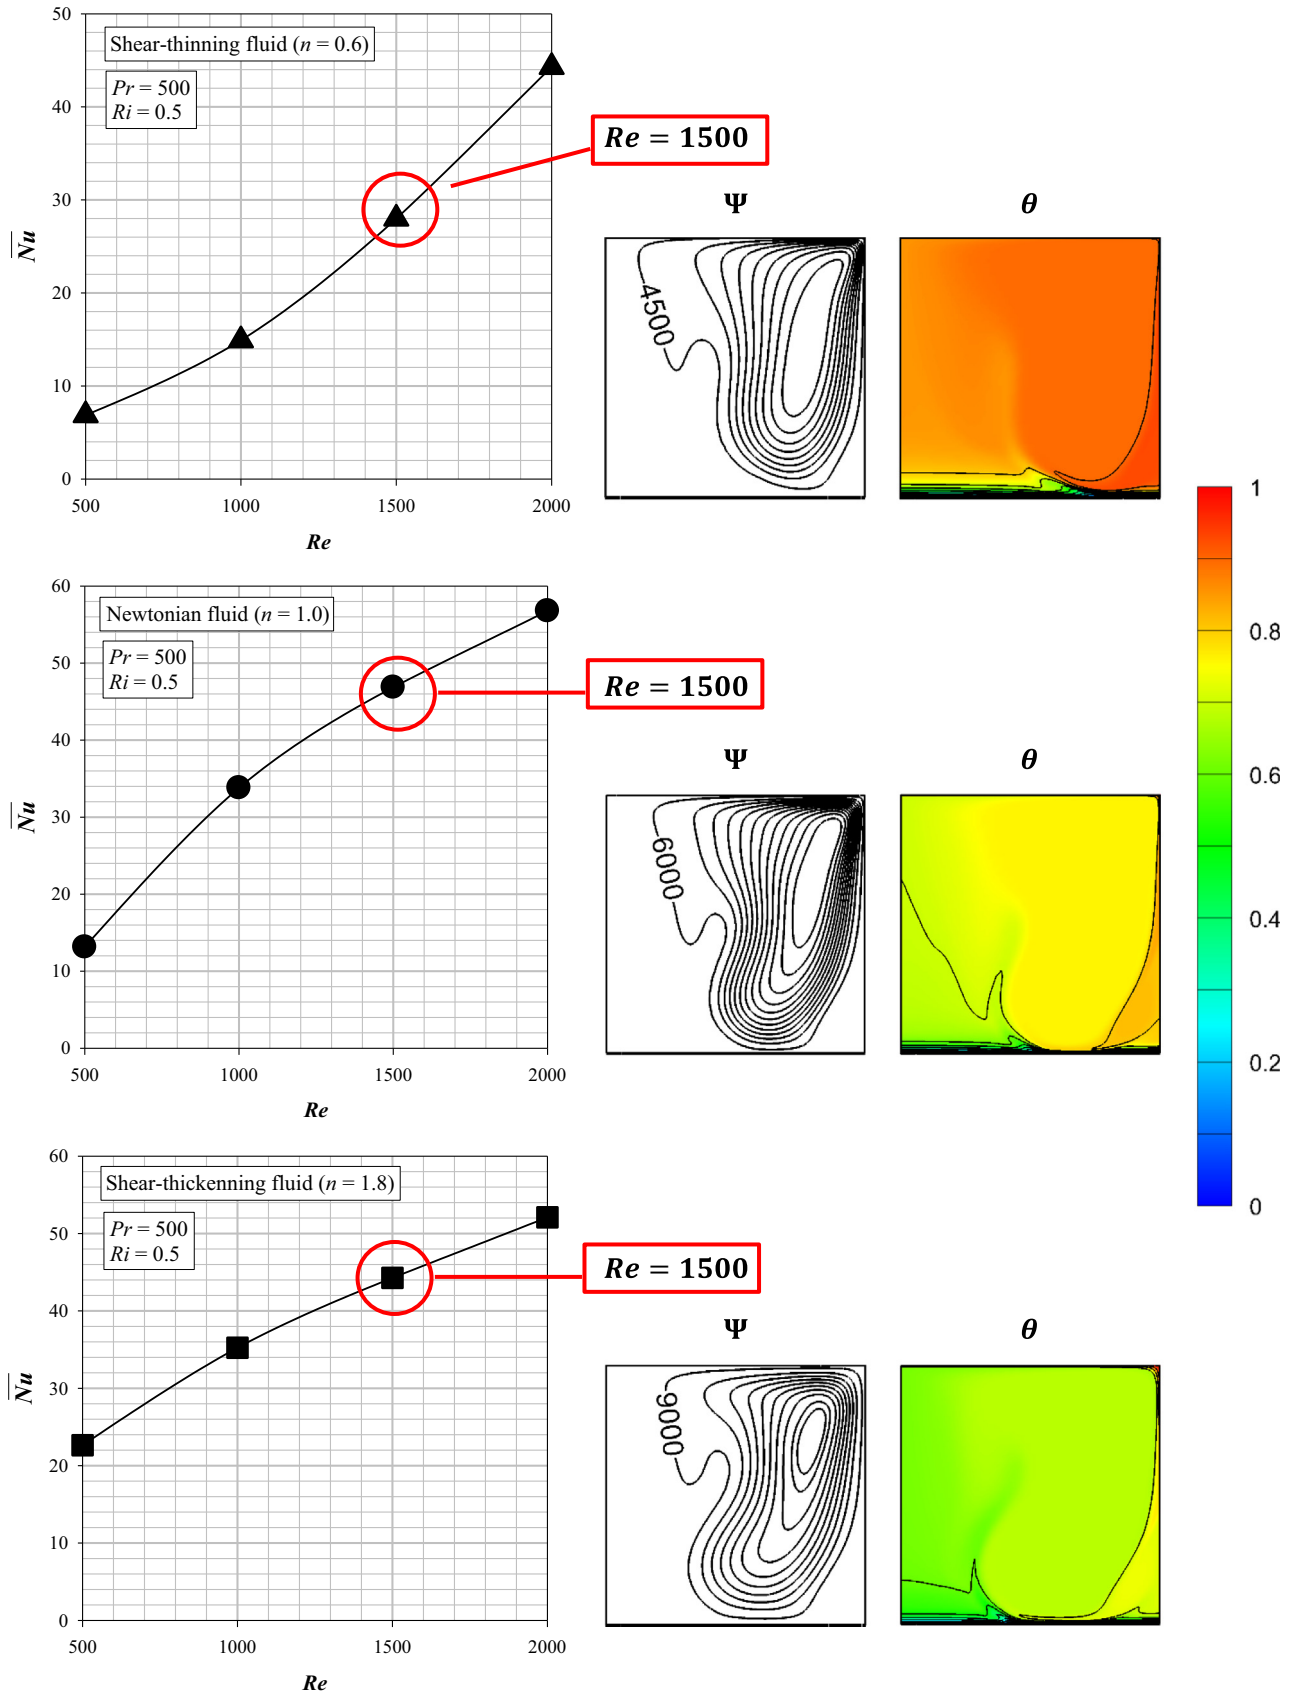 50
Shear-thinning fluid (n = 0.6)
Pr = 500
Ri = 0.5
40
30
20
10
0
Nu
500
1000
1500
2000
Re
Re = 1500
Ψ
θ
4500
60
Newtonian fluid (n = 1.0)
Pr = 500
Ri = 0.5
50
40
30
20
10
0
Nu
500
1000
1500
2000
Re
Re = 1500
Ψ
θ
6000
1
0.8
0.6
0.4
0.2
0
60
Shear-thickenning fluid (n = 1.8)
Pr = 500
Ri = 0.5
50
40
30
20
10
0
Nu
500
1000
1500
2000
Re
Re = 1500
Ψ
θ
9000